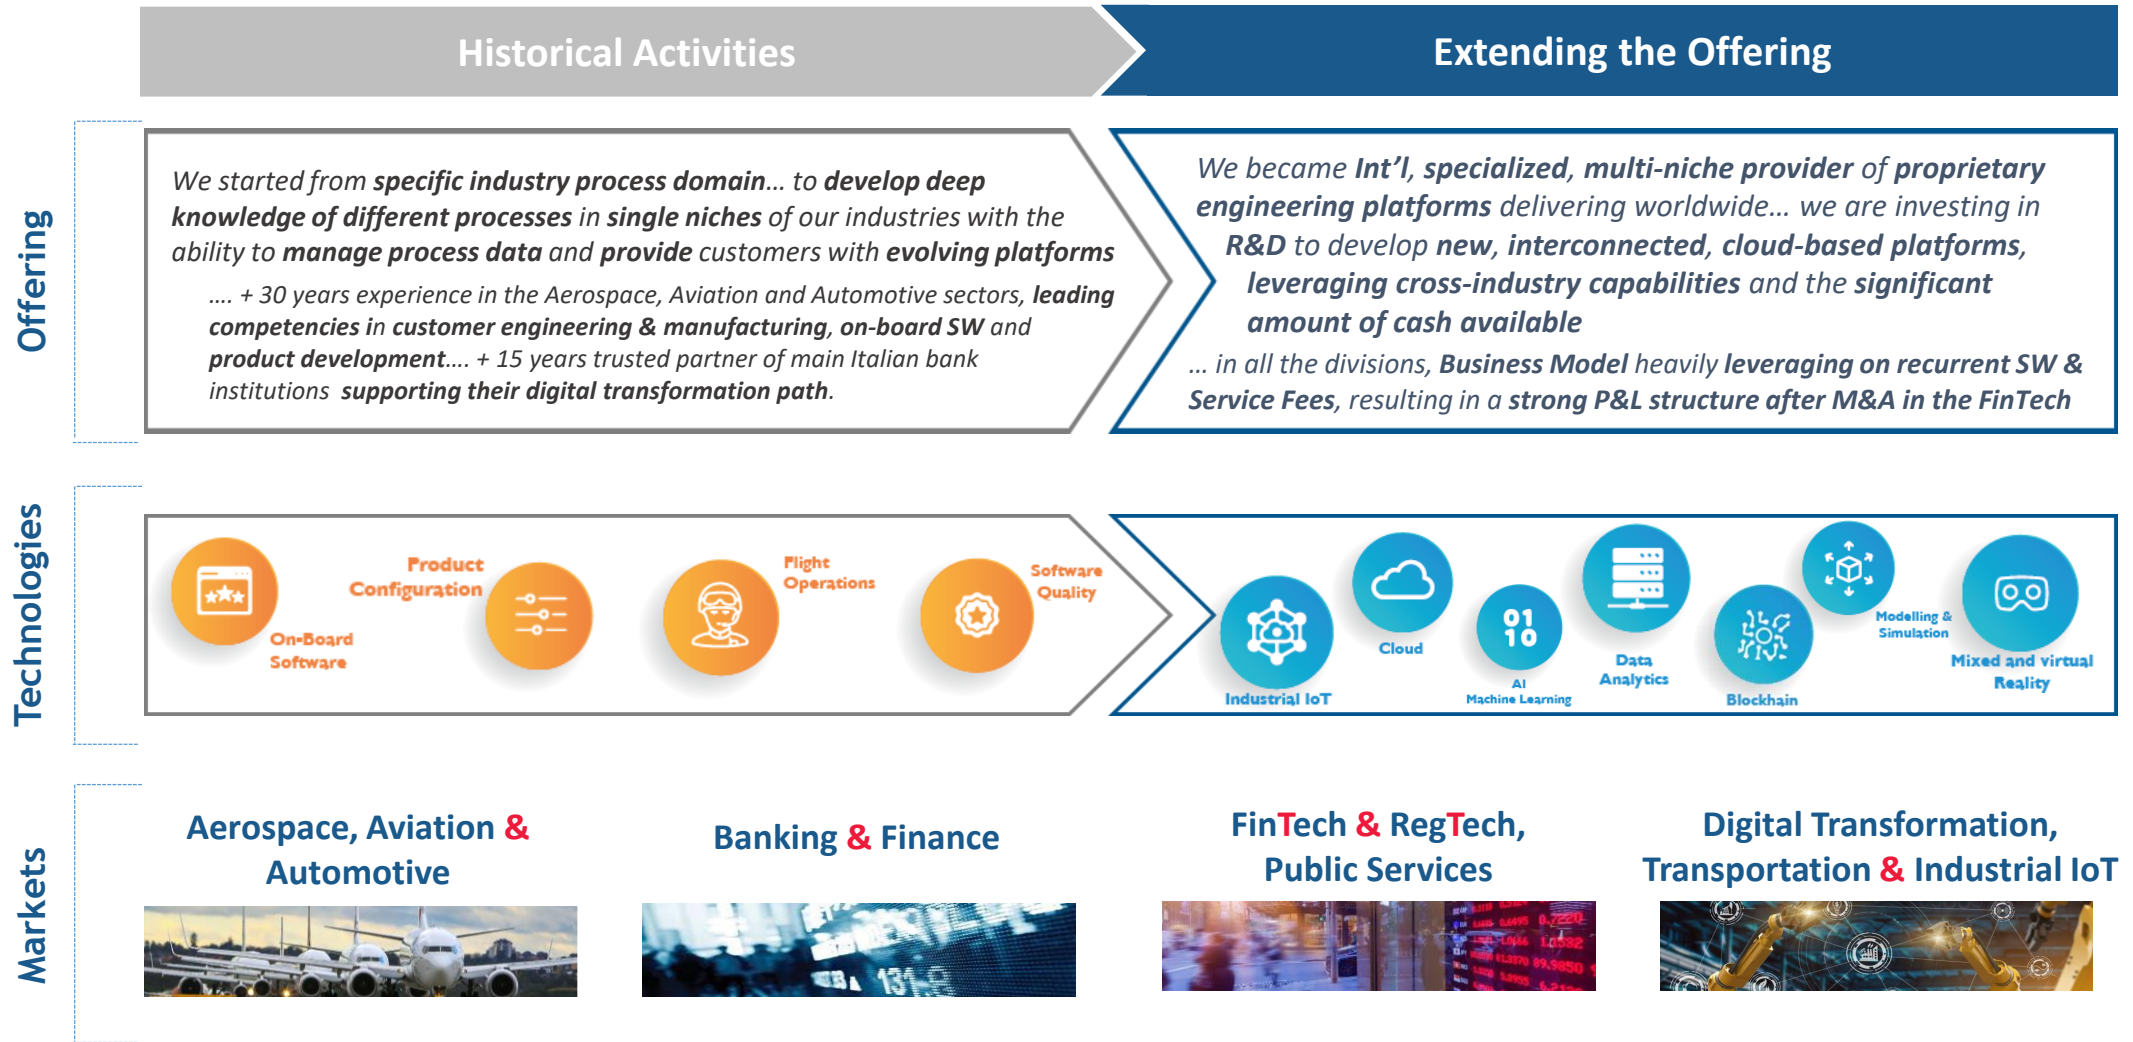 Historical Activities
Extending the Offering
Offering
We started from specific industry process domain... to develop deep
knowledge of different processes in single niches of our industries with the
ability to manage process data and provide customers with evolving platforms
.... + 30 years experience in the Aerospace, Aviation and Automotive sectors, leading
competencies in customer engineering & manufacturing, on-board SW and
product development.... + 15 years trusted partner of main Italian bank
institutions supporting their digital transformation path.
We became Int'l, specialized, multi-niche provider of proprietary
engineering platforms delivering worldwide... we are investing in
R&D to develop new, interconnected, cloud-based platforms,
leveraging cross-industry capabilities and the significant
amount of cash available
... in all the divisions, Business Model heavily leveraging on recurrent SW &
Service Fees, resulting in a strong P&L structure after M&A in the FinTech
Technologies
On-Board
Software
Product
Configuration
Flight
Operations
Software
Quality
Industrial IoT
Cloud
01
10
AI
Machine Learning
Data
Analytics
Blockhain
Modelling &
Simulation
Mixed and virtual
Reality
Markets
Aerospace, Aviation &
Automotive
Banking & Finance
FinTech & RegTech,
Public Services
Digital Transformation,
Transportation & Industrial IoT